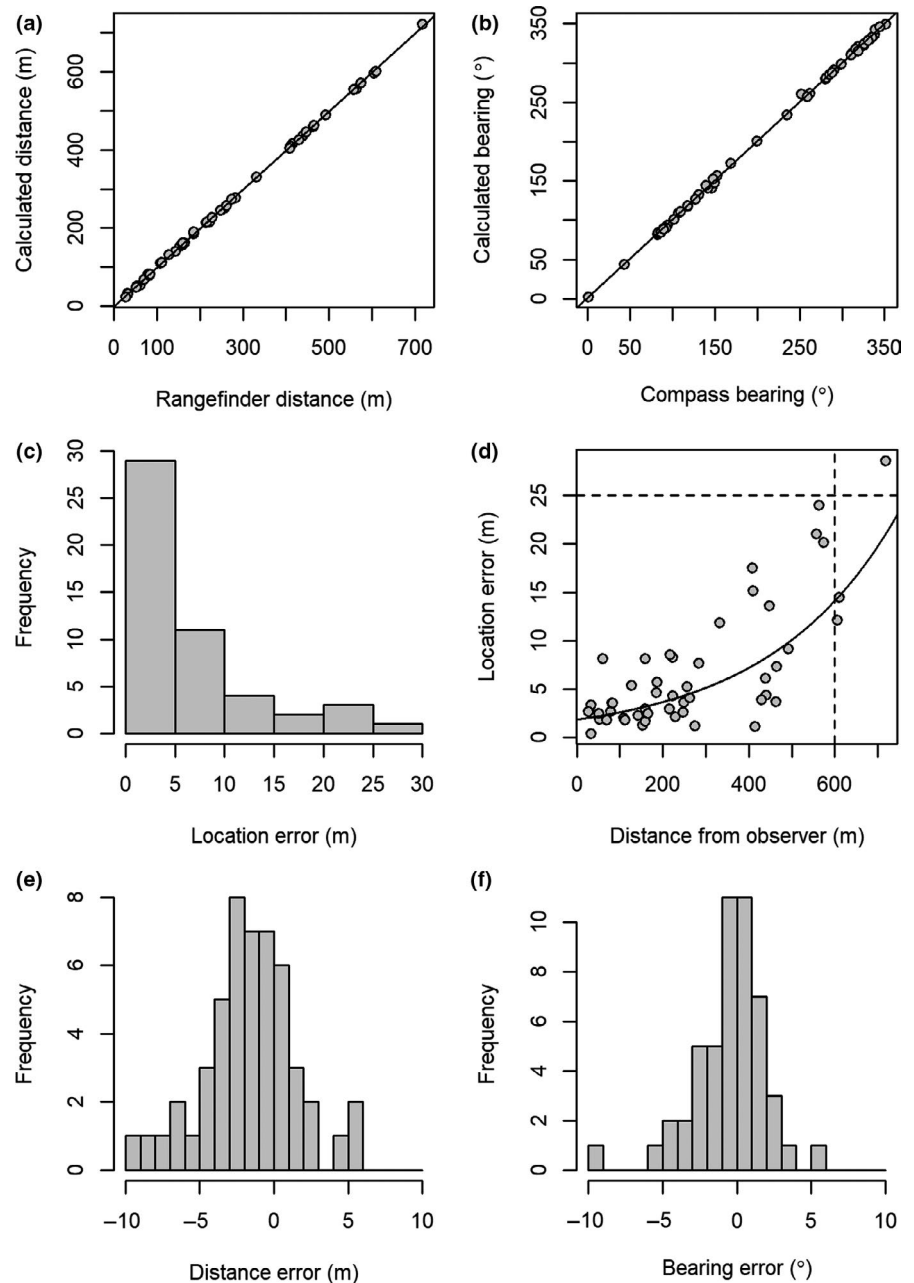 (a)
Calculated distance (m)
0 200 400 600
0 100 300 500 700
Rangefinder distance (m)
(b)
Calculated bearing (°)
0 50 150 250 350
0 50 150 250 350
Compass bearing (°)
(c)
Frequency
0 5 10 15 20 25 30
0 5 10 15 20 25 30
Location error (m)
(d)
Location error (m)
0 5 10 15 20 25
0 200 400 600
Distance from observer (m)
(e)
Frequency
0 2 4 6 8
–10 –5 0 5 10
Distance error (m)
(f)
Frequency
0 2 4 6 8 10
–10 –5 0 5 10
Bearing error (°)